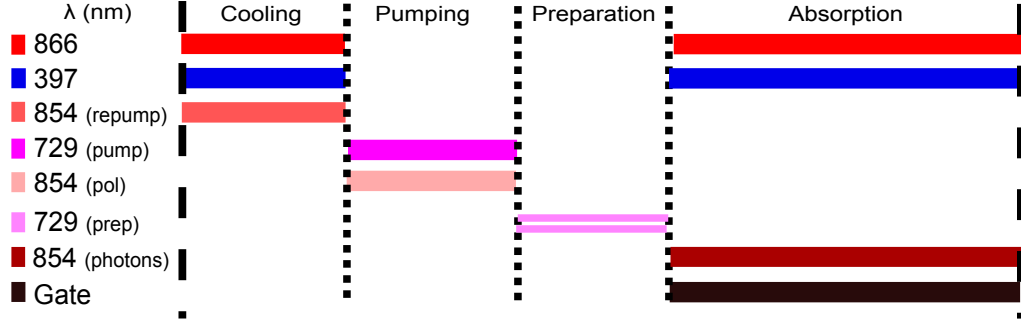 λ (nm) Cooling Pumping Preparation Absorption
866
397
854 (repump)
729 (pump)
854 (pol)
729 (prep)
854 (photons)
Gate